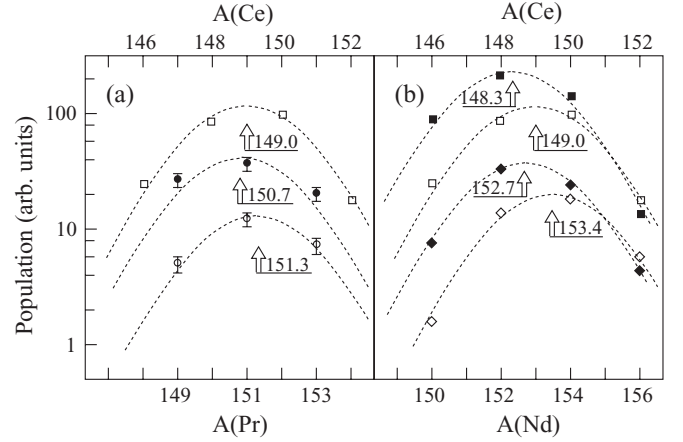 A(Ce) A(Ce)
146 148 150 152 146 148 150 152
(a) (b)
148.3
100
149.0 149.0
150.7 152.7
10
153.4
151.3
1
Population (arb. units)
149 151 153 150 152 154 156
A(Pr) A(Nd)